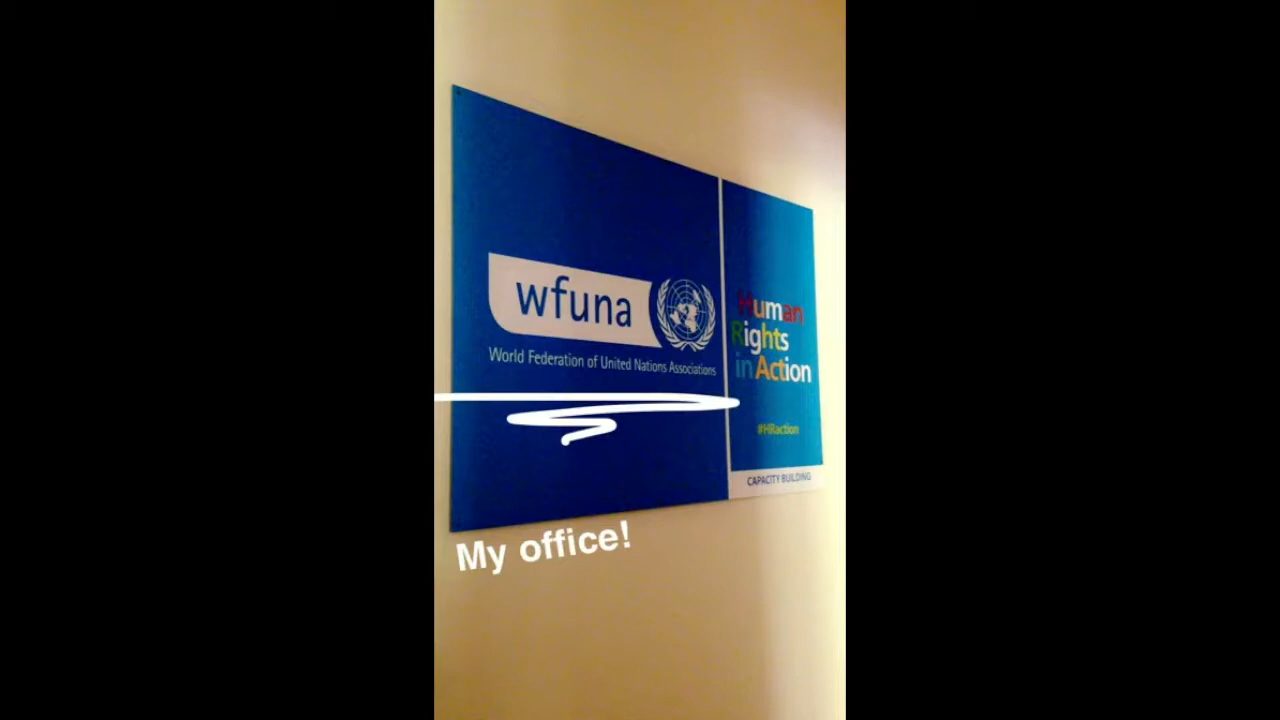 wfuna
World Federation of United Nations Associations
Human
Rights
in Action
#HRaction
CAPACITY BUILDING
My office!